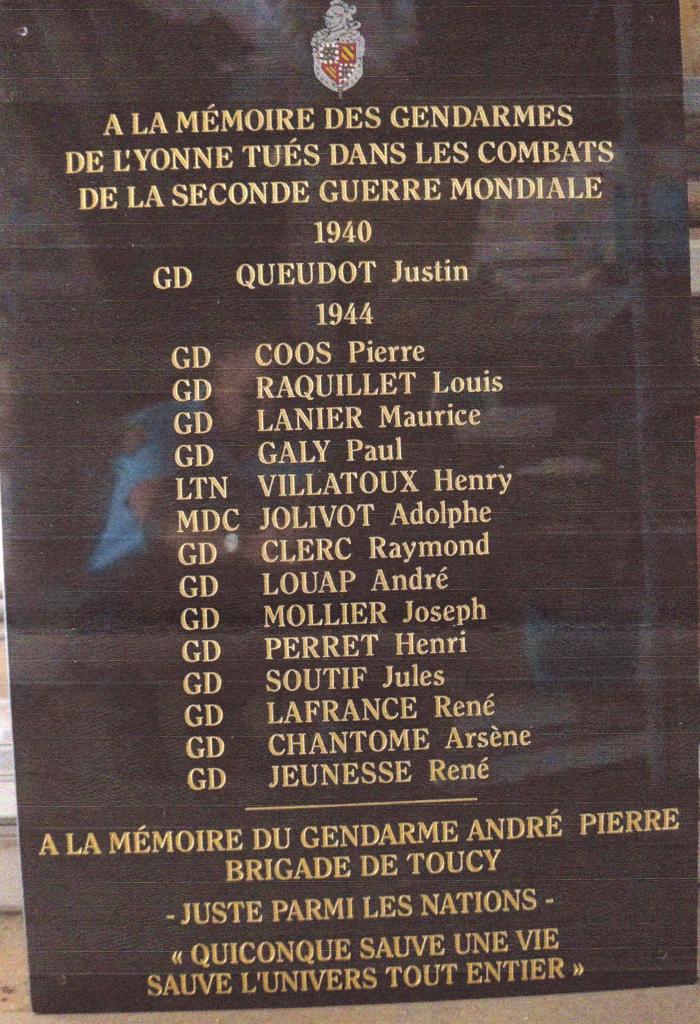 A LA MÉMOIRE DES GENDARMES
DE L'YONNE TUÉS DANS LES COMBATS
DE LA SECONDE GUERRE MONDIALE
1940
GD QUEUDOT Justin
1944
GD COOS Pierre
GD RAQUILLET Louis
GD LANIER Maurice
GD GALY Paul
LTN VILLATOUX Henry
MDC JOLIVOT Adolphe
GD CLERC Raymond
GD LOUAP André
GD MOLLIER Joseph
GD PERRET Henri
GD SOUTIF Jules
GD LAFRANCE René
GD CHANTOME Arsène
GD JEUNESSE René
A LA MÉMOIRE DU GENDARME ANDRÉ PIERRE
BRIGADE DE TOUCY
- JUSTE PARMI LES NATIONS -
« QUICONQUE SAUVE UNE VIE
SAUVE L'UNIVERS TOUT ENTIER »